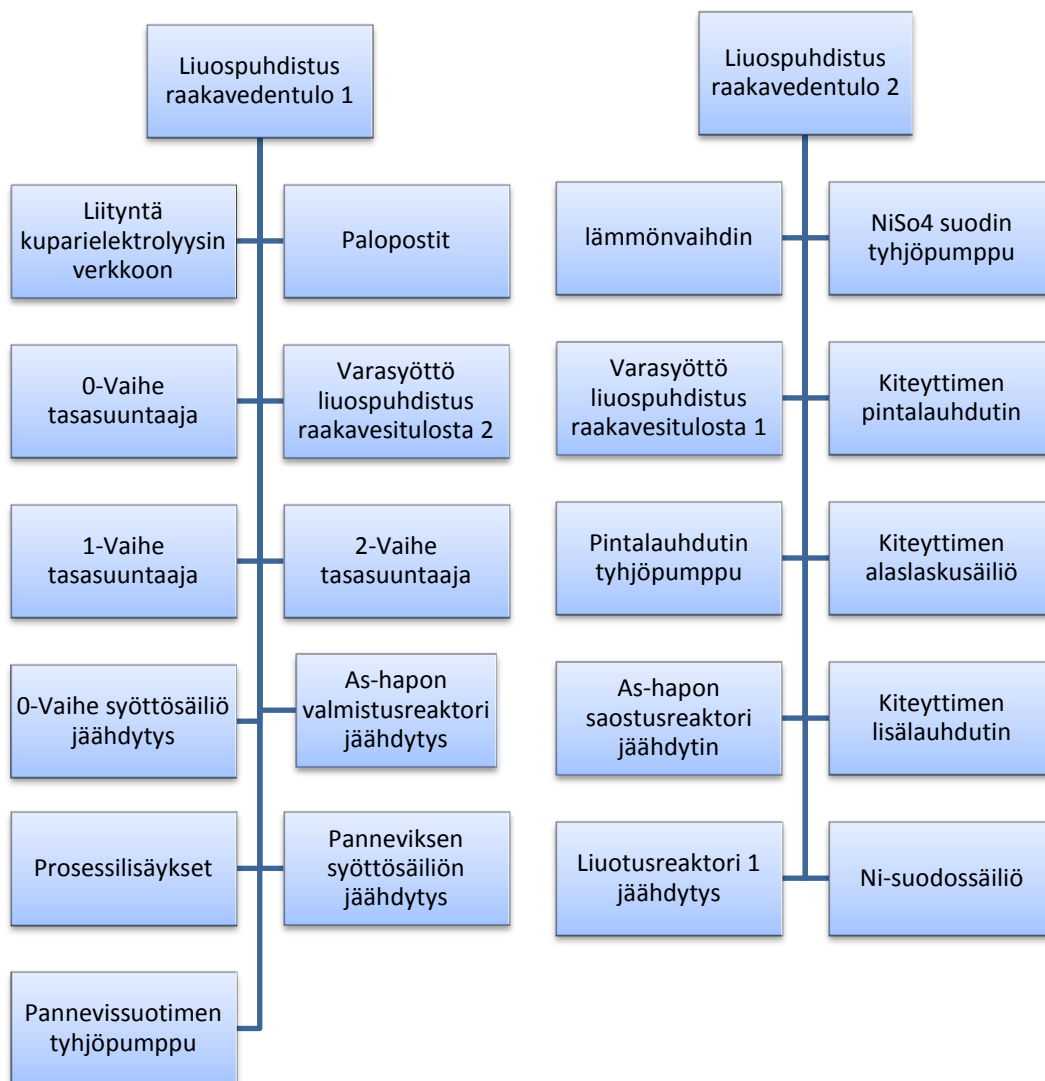 Liuospuhdistus
raakavedentulo 1
Liityntä
kuparielektrolyysin
verkkoon
Palopostit
0-Vaihe
tasasuuntaaja
Varasyöttö
liuospuhdistus
raakavesitulosta 2
1-Vaihe
tasasuuntaaja
2-Vaihe
tasasuuntaaja
0-Vaihe syöttösäiliö
jäähdytys
As-hapon
valmistusreaktori
jäähdytys
Prosessilisäykset
Panneviksen
syöttösäiliön
jäähdytys
Pannevissuotimen
tyhjöpumppu
Liuospuhdistus
raakavedentulo 2
lämmönvaihdin
NiSo4 suodin
tyhjöpumppu
Varasyöttö
liuospuhdistus
raakavesitulosta 1
Kiteyttimen
pintalauhdutin
Pintalauhdutin
tyhjöpumppu
Kiteyttimen
alaslaskusäiliö
As-hapon
saostusreaktori
jäähdytin
Kiteyttimen
lisälauhdutin
Liuotusreaktori 1
jäähdytys
Ni-suodossäiliö